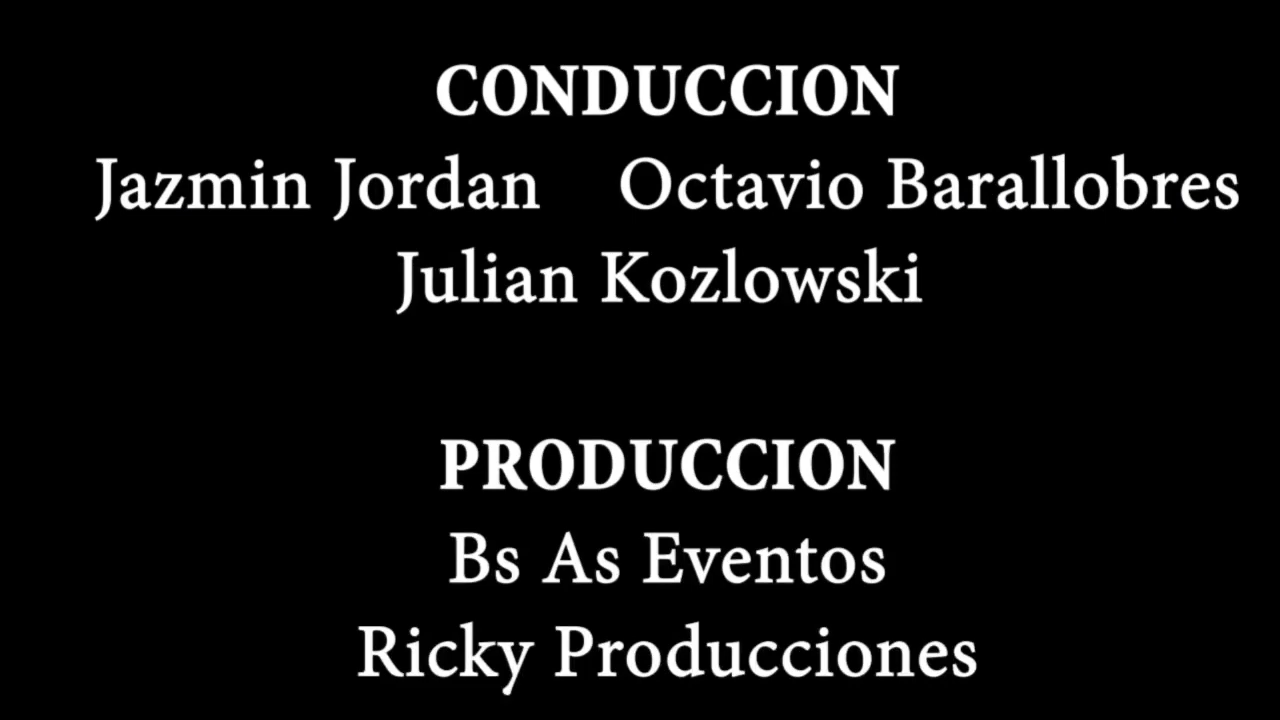 CONDUCCION
Jazmin Jordan Octavio Barallobres
Julian Kozlowski
PRODUCCION
Bs As Eventos
Ricky Producciones